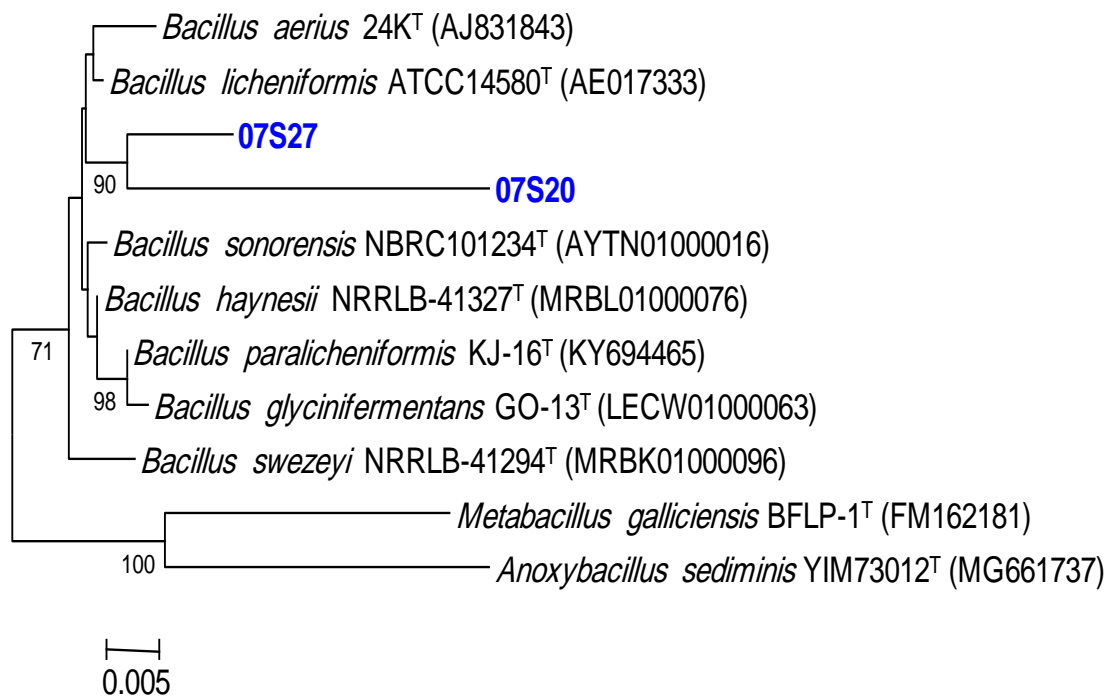 Bacillus aerius 24Kᵀ (AJ831843)
Bacillus licheniformis ATCC14580ᵀ (AE017333)
07S27
90
07S20
Bacillus sonorensis NBRC101234ᵀ (AYTN01000016)
Bacillus haynesii NRRLB-41327ᵀ (MRBL01000076)
71
Bacillus paralicheniformis KJ-16ᵀ (KY694465)
98
Bacillus glycinifermentans GO-13ᵀ (LECW01000063)
Bacillus swezeyi NRRLB-41294ᵀ (MRBK01000096)
Metabacillus galliciensis BFLP-1ᵀ (FM162181)
100
Anoxybacillus sediminis YIM73012ᵀ (MG661737)
0.005